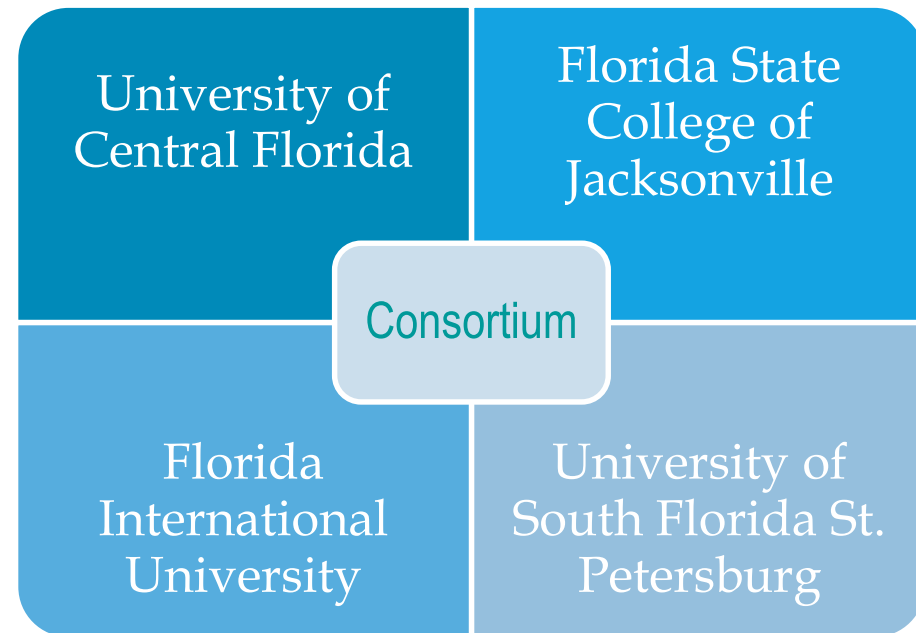 University of
Central Florida
Florida State
College of
Jacksonville
Consortium
Florida
International
University
University of
South Florida St.
Petersburg